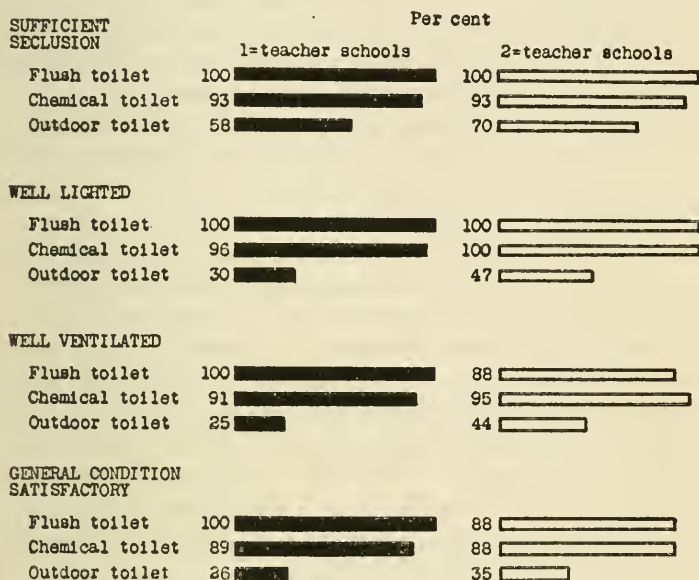 Per cent
SUFFICIENT
SECLUSION
1=teacher schools 2=teacher schools
Flush toilet 100 100
Chemical toilet 93 93
Outdoor toilet 58 70
WELL LIGHTED
Flush toilet 100 100
Chemical toilet 96 100
Outdoor toilet 30 47
WELL VENTILATED
Flush toilet 100 88
Chemical toilet 91 95
Outdoor toilet 25 44
GENERAL CONDITION
SATISFACTORY
Flush toilet 100 88
Chemical toilet 89 88
Outdoor toilet 26 35